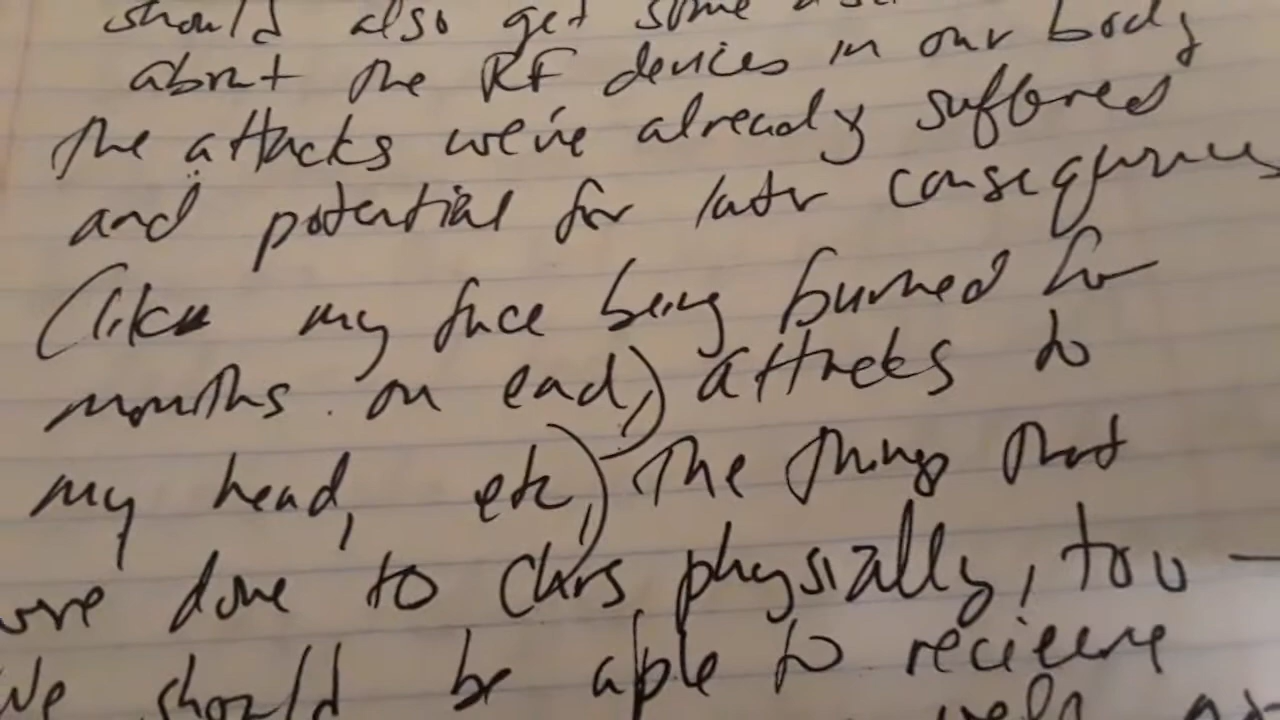 should also get some
about the RF devices in our body
the attacks we've already suffered
and potential for later consequences
(like my face being burned for
months on end,) attacks to
my head, etc,) The things that
were done to Chris physially, too -
We should be able to recieve